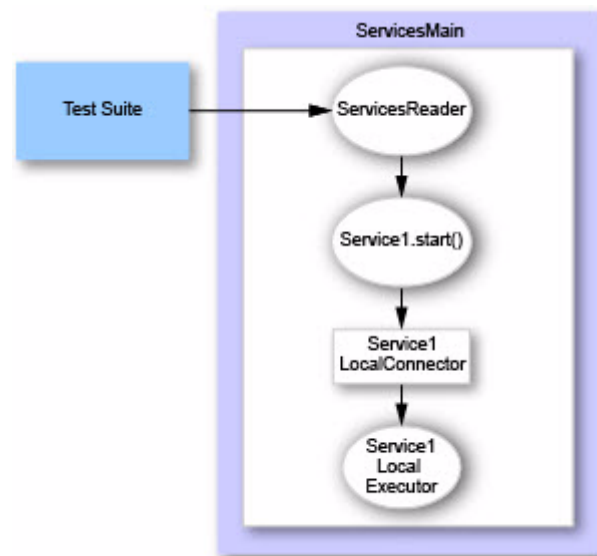 ServicesMain
Test Suite
ServicesReader
Service1.start()
Service1
LocalConnector
Service1
Local
Executor